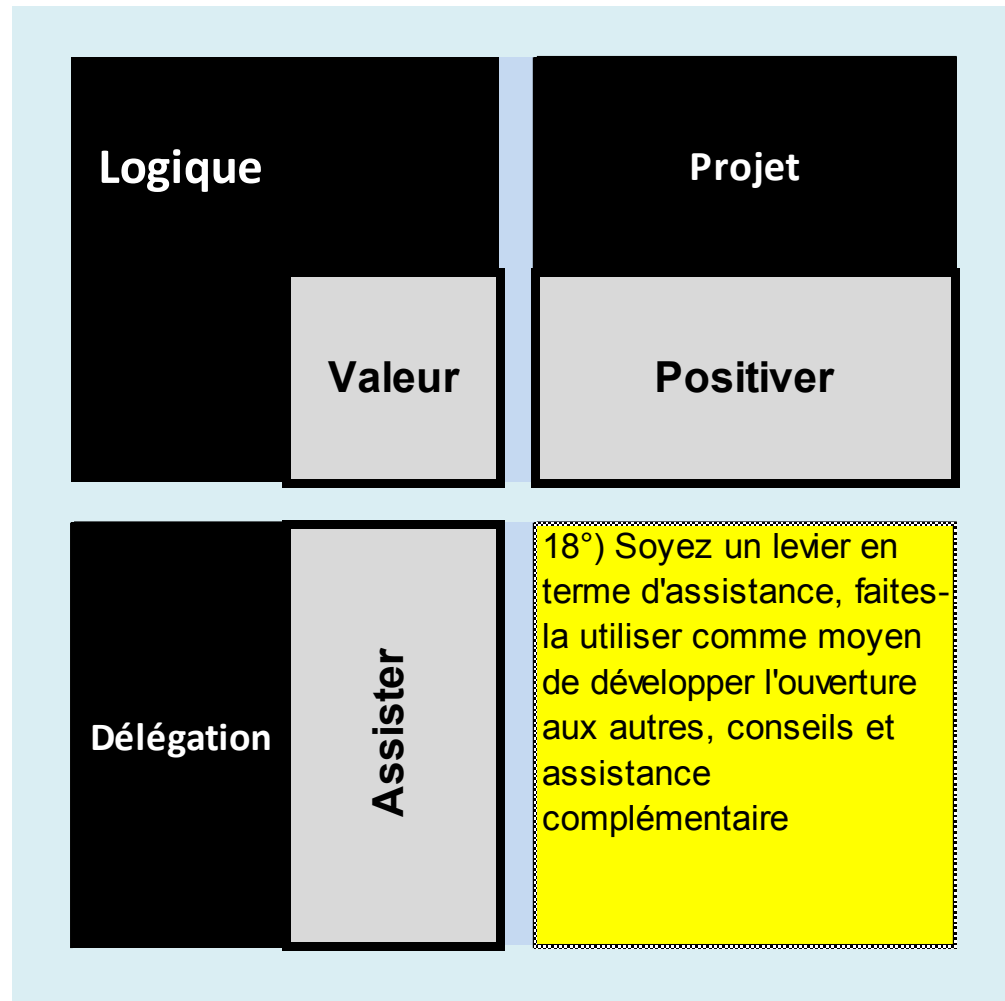 Logique
Projet
Valeur
Positiver
Délégation
Assister
18°) Soyez un levier en
terme d'assistance, faites-
la utiliser comme moyen
de développer l'ouverture
aux autres, conseils et
assistance
complémentaire